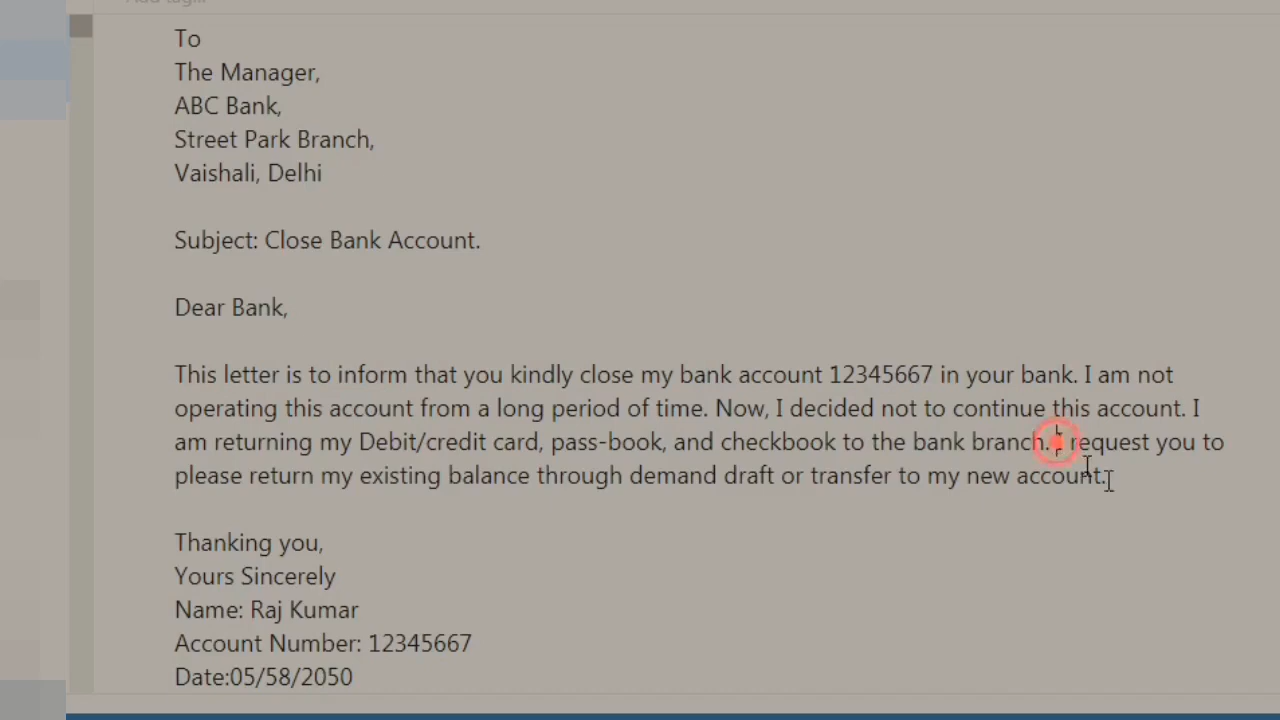 To
The Manager,
ABC Bank,
Street Park Branch,
Vaishali, Delhi
Subject: Close Bank Account.
Dear Bank,
This letter is to inform that you kindly close my bank account 12345667 in your bank. I am not
operating this account from a long period of time. Now, I decided not to continue this account. I
am returning my Debit/credit card, pass-book, and checkbook to the bank branch. I request you to
please return my existing balance through demand draft or transfer to my new account.
Thanking you,
Yours Sincerely
Name: Raj Kumar
Account Number: 12345667
Date:05/58/2050